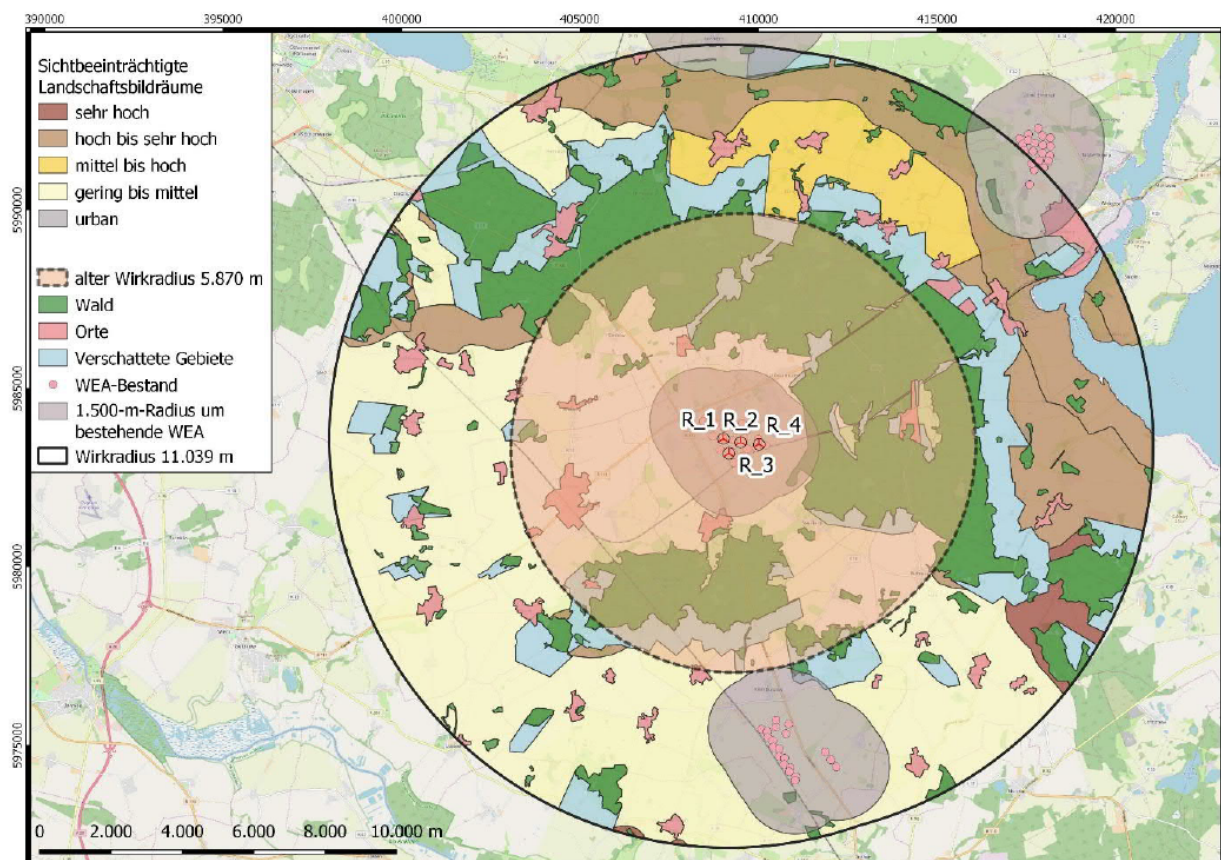 390000 395000 400000 405000 410000 415000 420000
Sichtbeeinträchtigte
Landschaftsbildräume
sehr hoch
hoch bis sehr hoch
mittel bis hoch
gering bis mittel
urban
alter Wirkradius 5.870 m
Wald
Orte
Verschattete Gebiete
WEA-Bestand
1.500-m-Radius um
bestehende WEA
Wirkradius 11.039 m
5990000
5985000
5980000
5975000
R_1 R_2 R_4
R_3
0 2.000 4.000 6.000 8.000 10.000 m